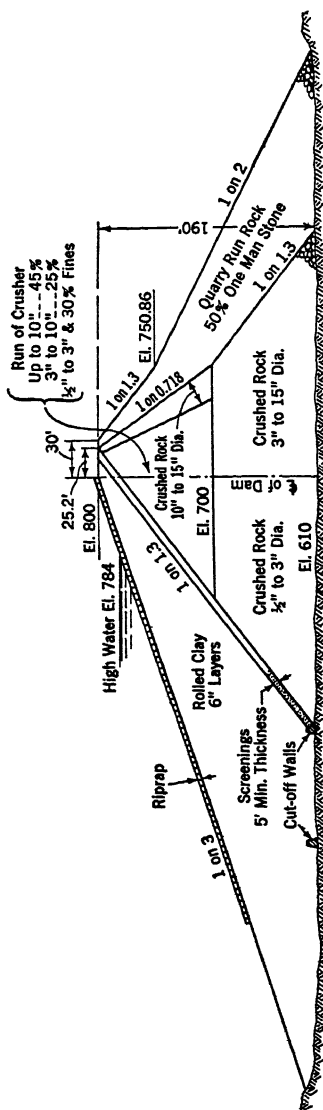 Run of Crusher
Up to 10"---45%
3" to 10"---25%
½" to 3" & 30% Fines
30'
25.2'
El. 800
High Water El. 784
El. 750.86
1 on 1.3
1 on 0.718
1 on 2
190'
Riprap
1 on 3
Rolled Clay
6" Layers
1 on 1.3
Crushed Rock
10" to 15" Dia.
El. 700
Quarry Run Rock
50% One Man Stone
1 on 1.3
Screenings
5' Min. Thickness
Cut-off Walls
Crushed Rock
½" to 3" Dia.
of Dam
Crushed Rock
3" to 15" Dia.
El. 610